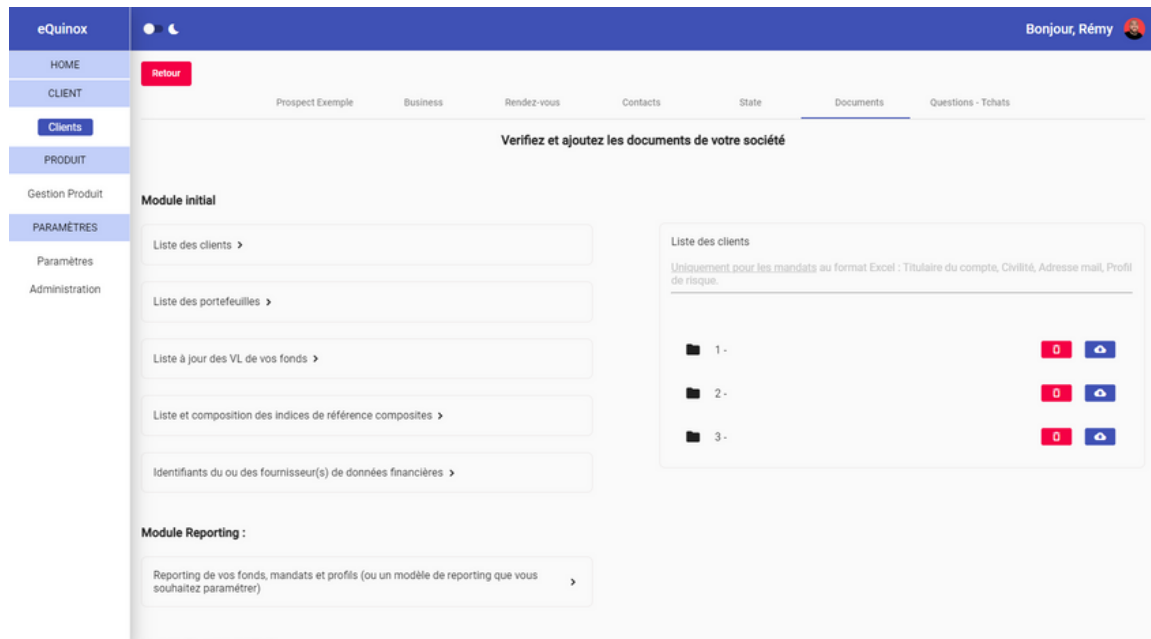 eQuinox
Bonjour, Rémy
HOME
CLIENT
Clients
PRODUIT
Gestion Produit
PARAMÈTRES
Paramètres
Administration
Retour
Prospect Exemple
Business
Rendez-vous
Contacts
State
Documents
Questions - Tchats
Verifiez et ajoutez les documents de votre société
Module initial
Liste des clients
Liste des portefeuilles
Liste à jour des VL de vos fonds
Liste et composition des indices de référence composites
Identifiants du ou des fournisseur(s) de données financières
Module Reporting :
Reporting de vos fonds, mandats et profils (ou un modèle de reporting que vous
souhaitez paramétrer)
Liste des clients
Uniquement pour les mandats au format Excel : Titulaire du compte, Civilité, Adresse mail, Profil
de risque.
1 -
2 -
3 -